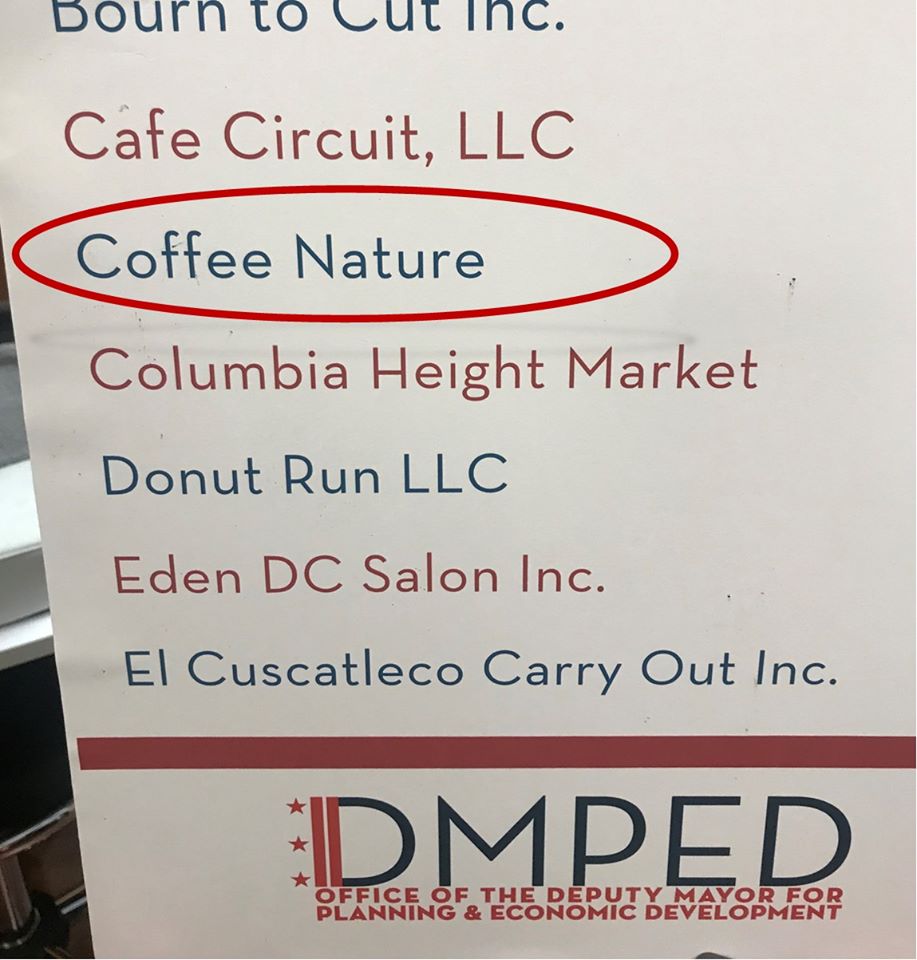 Bourn to Cut Inc.
Cafe Circuit, LLC
Coffee Nature
Columbia Height Market
Donut Run LLC
Eden DC Salon Inc.
El Cuscatleco Carry Out Inc.
DMPED
OFFICE OF THE DEPUTY MAYOR FOR
PLANNING & ECONOMIC DEVELOPMENT